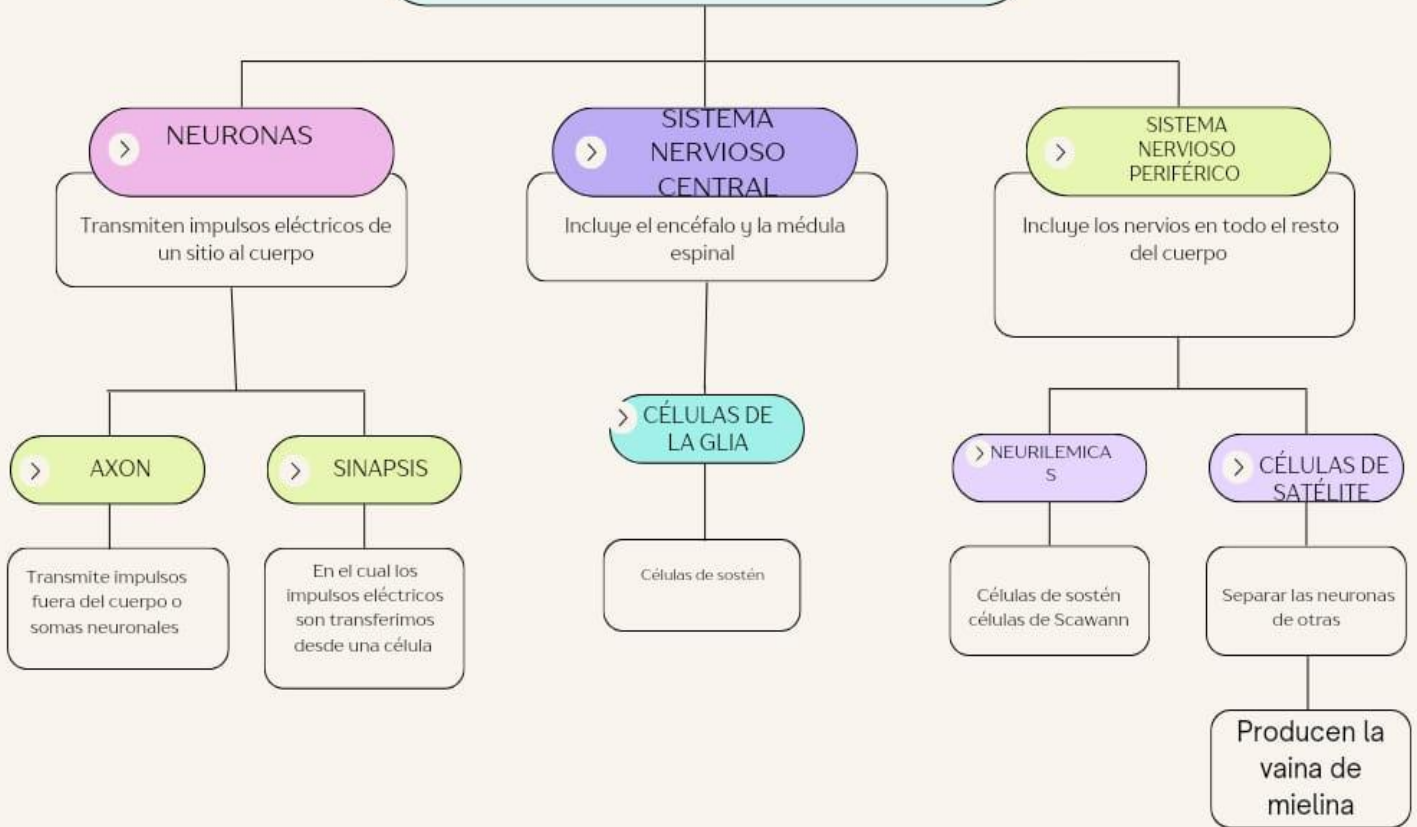 NEURONAS
Transmiten impulsos eléctricos de
un sitio al cuerpo
SISTEMA
NERVIOSO
CENTRAL
Incluye el encéfalo y la médula
espinal
SISTEMA
NERVIOSO
PERIFÉRICO
Incluye los nervios en todo el resto
del cuerpo
AXON
Transmite impulsos
fuera del cuerpo o
somas neuronales
SINAPSIS
En el cual los
impulsos eléctricos
son transferimos
desde una célula
CÉLULAS DE
LA GLIA
Células de sostén
NEURILEMICA
S
Células de sostén
células de Scawann
CÉLULAS DE
SATÉLITE
Separar las neuronas
de otras
Producen la
vaina de
mielina